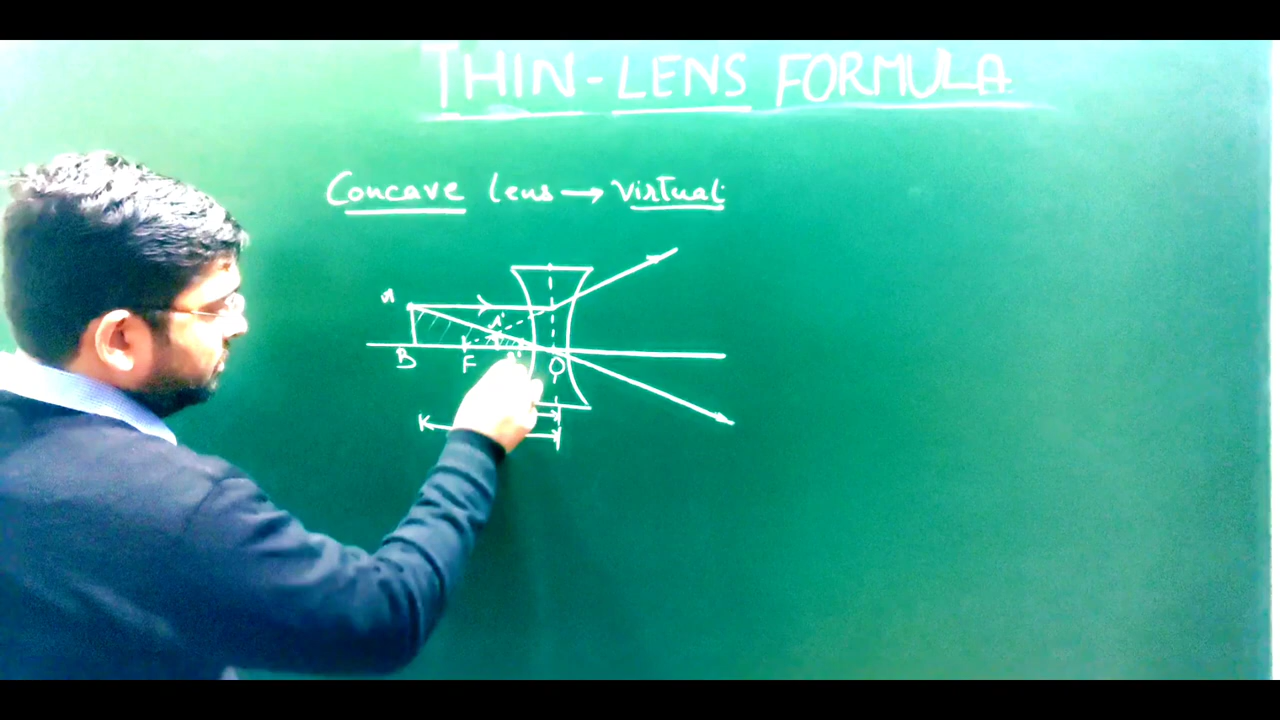 THIN-LENS FORMULA
Concave lens → Virtual
A
A'
B F B' O